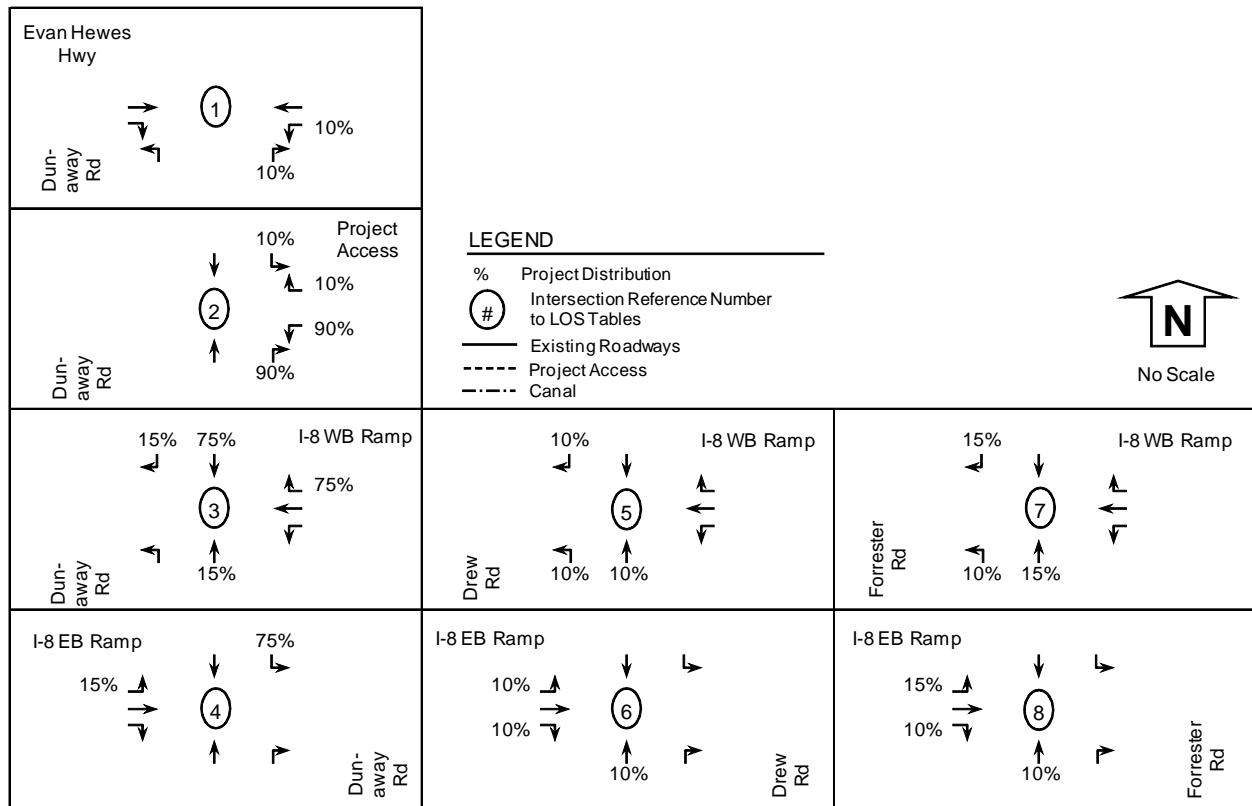 Evan Hewes
Hwy
1
10%
10%
Dun-
away
Rd
Project
Access
10%
10%
2
90%
90%
Dun-
away
Rd
LEGEND
% Project Distribution
# Intersection Reference Number
to LOS Tables
Existing Roadways
Project Access
Canal
N
No Scale
15% 75% I-8 WB Ramp
75%
3
15%
Dun-
away
Rd
10% I-8 WB Ramp
5
10% 10%
Drew
Rd
15% I-8 WB Ramp
7
10% 15%
Forrester
Rd
I-8 EB Ramp 75%
15%
4
Dun-
away
Rd
I-8 EB Ramp
10%
6
10%
10%
Drew
Rd
I-8 EB Ramp
15%
8
10%
10%
Forrester
Rd